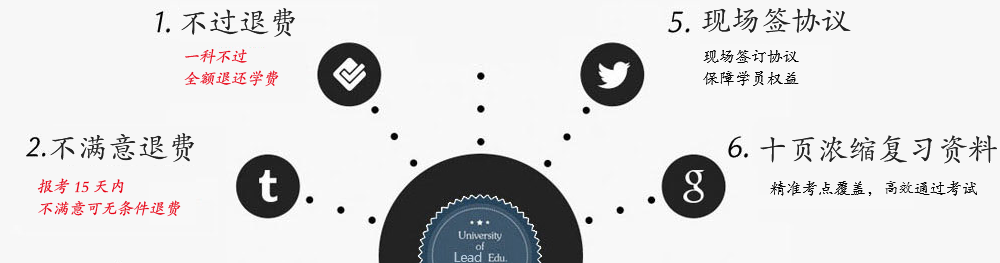 1. 不过退费
一科不过
全额退还学费
2.不满意退费
报考 15 天内
不满意可无条件退费
5. 现场签协议
现场签订协议
保障学员权益
6. 十页浓缩复习资料
精准考点覆盖，高效通过考试
t
g
University
of
Lead Edu.